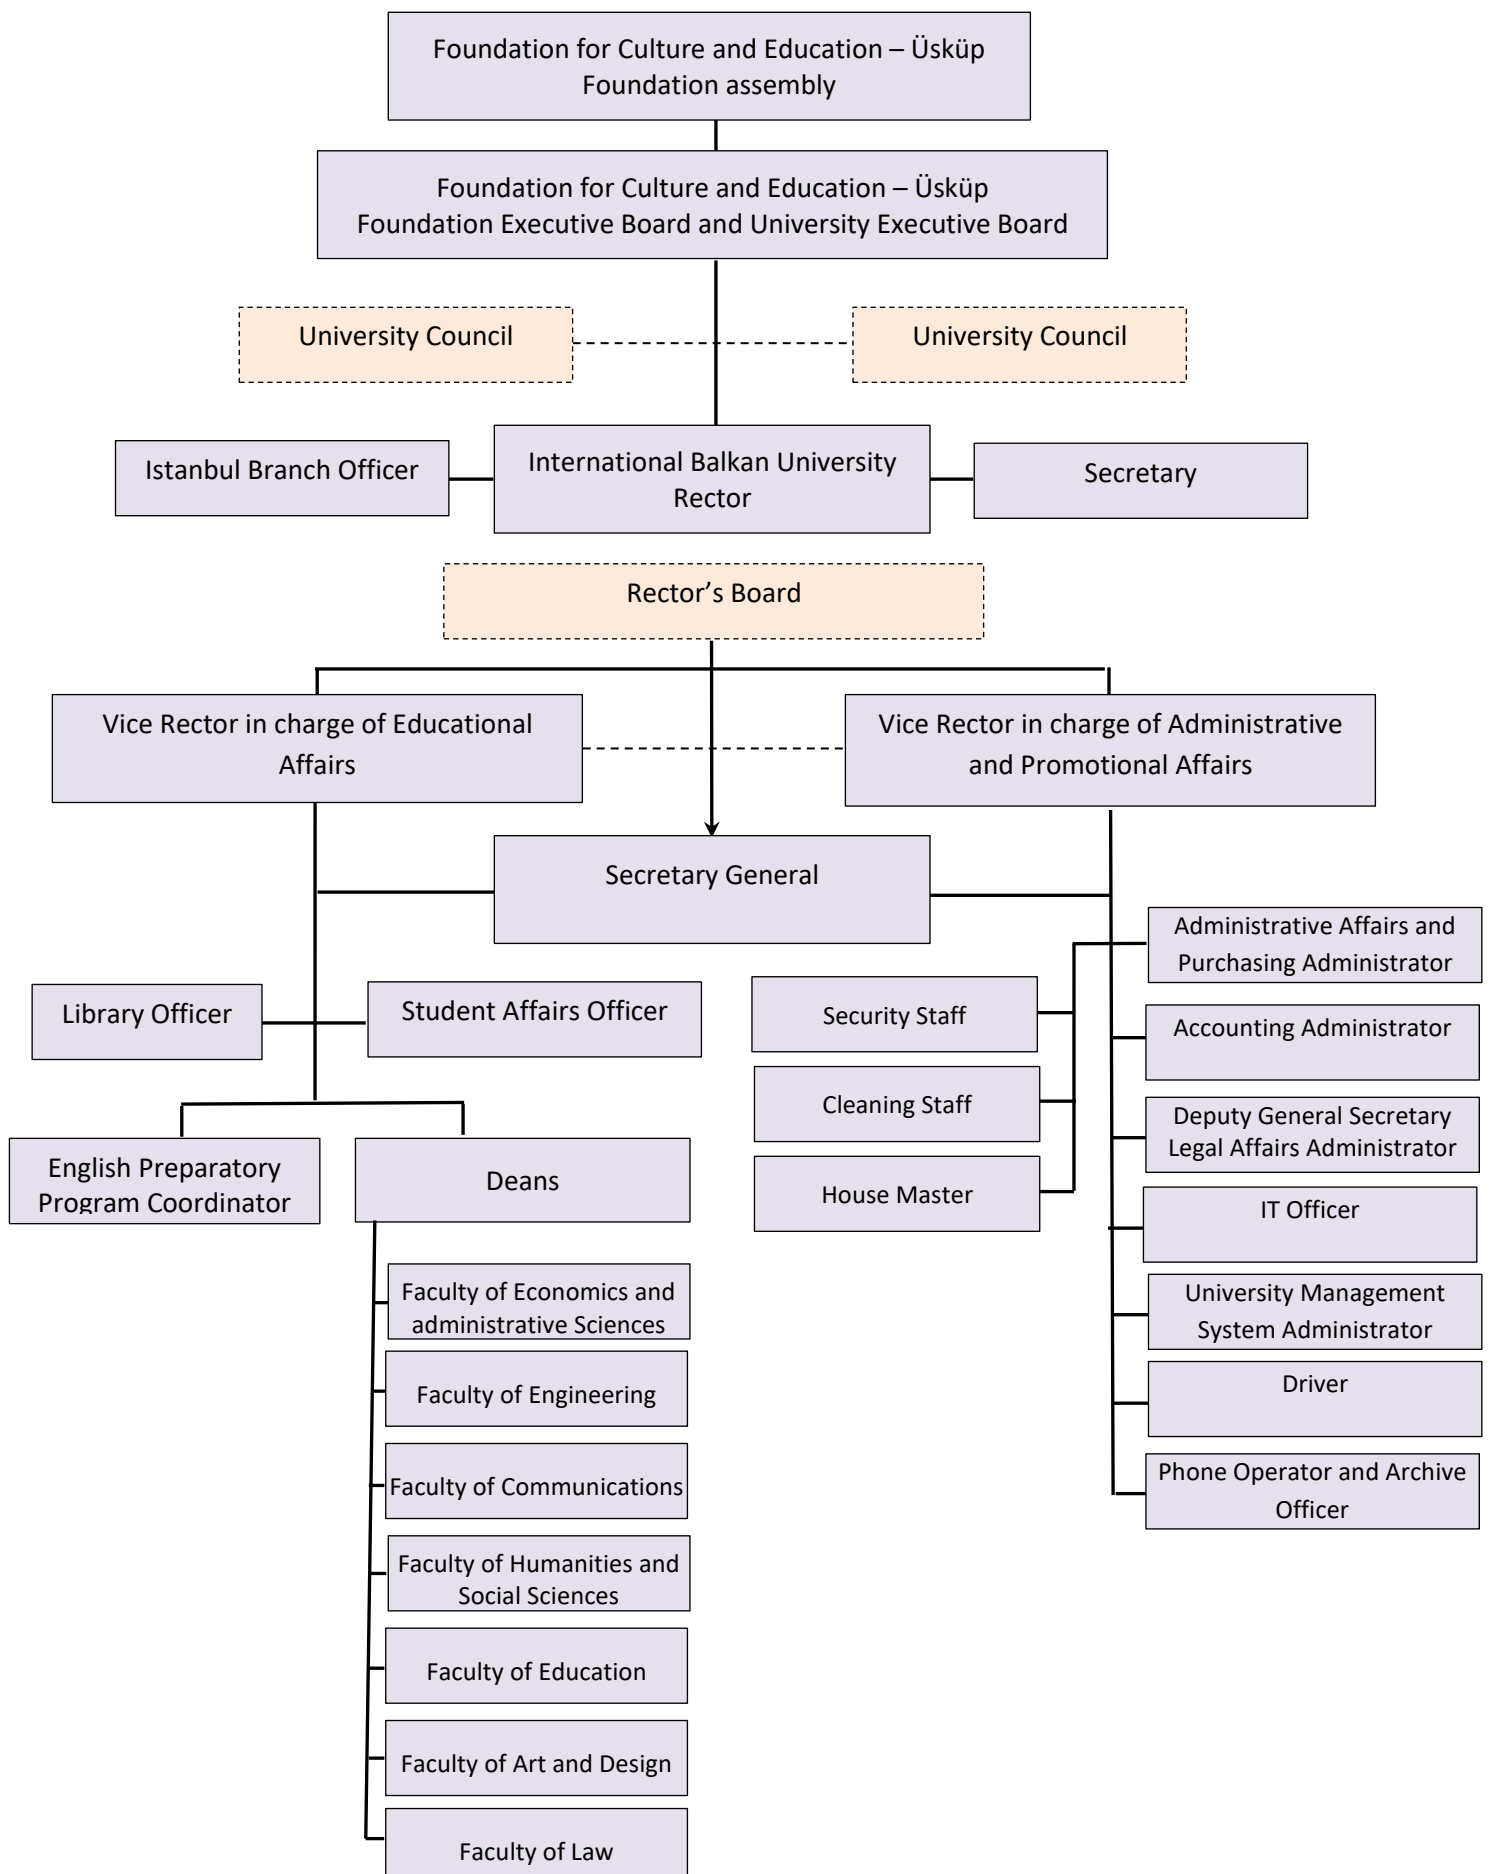 Foundation for Culture and Education – Üsküp
Foundation assembly
Foundation for Culture and Education – Üsküp
Foundation Executive Board and University Executive Board
University Council
University Council
Istanbul Branch Officer
International Balkan University
Rector
Secretary
Rector’s Board
Vice Rector in charge of Educational
Affairs
Vice Rector in charge of Administrative
and Promotional Affairs
Secretary General
Library Officer
Student Affairs Officer
English Preparatory
Program Coordinator
Deans
Faculty of Economics and
administrative Sciences
Faculty of Engineering
Faculty of Communications
Faculty of Humanities and
Social Sciences
Faculty of Education
Faculty of Art and Design
Faculty of Law
Security Staff
Cleaning Staff
House Master
Administrative Affairs and
Purchasing Administrator
Accounting Administrator
Deputy General Secretary
Legal Affairs Administrator
IT Officer
University Management
System Administrator
Driver
Phone Operator and Archive
Officer